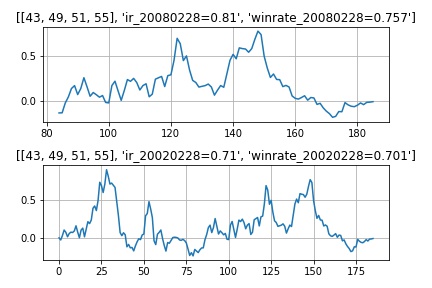 [[43, 49, 51, 55], 'ir_20080228=0.81', 'winrate_20080228=0.757']
0.5
0.0
80 100 120 140 160 180
[[43, 49, 51, 55], 'ir_20020228=0.71', 'winrate_20020228=0.701']
0.5
0.0
0 25 50 75 100 125 150 175